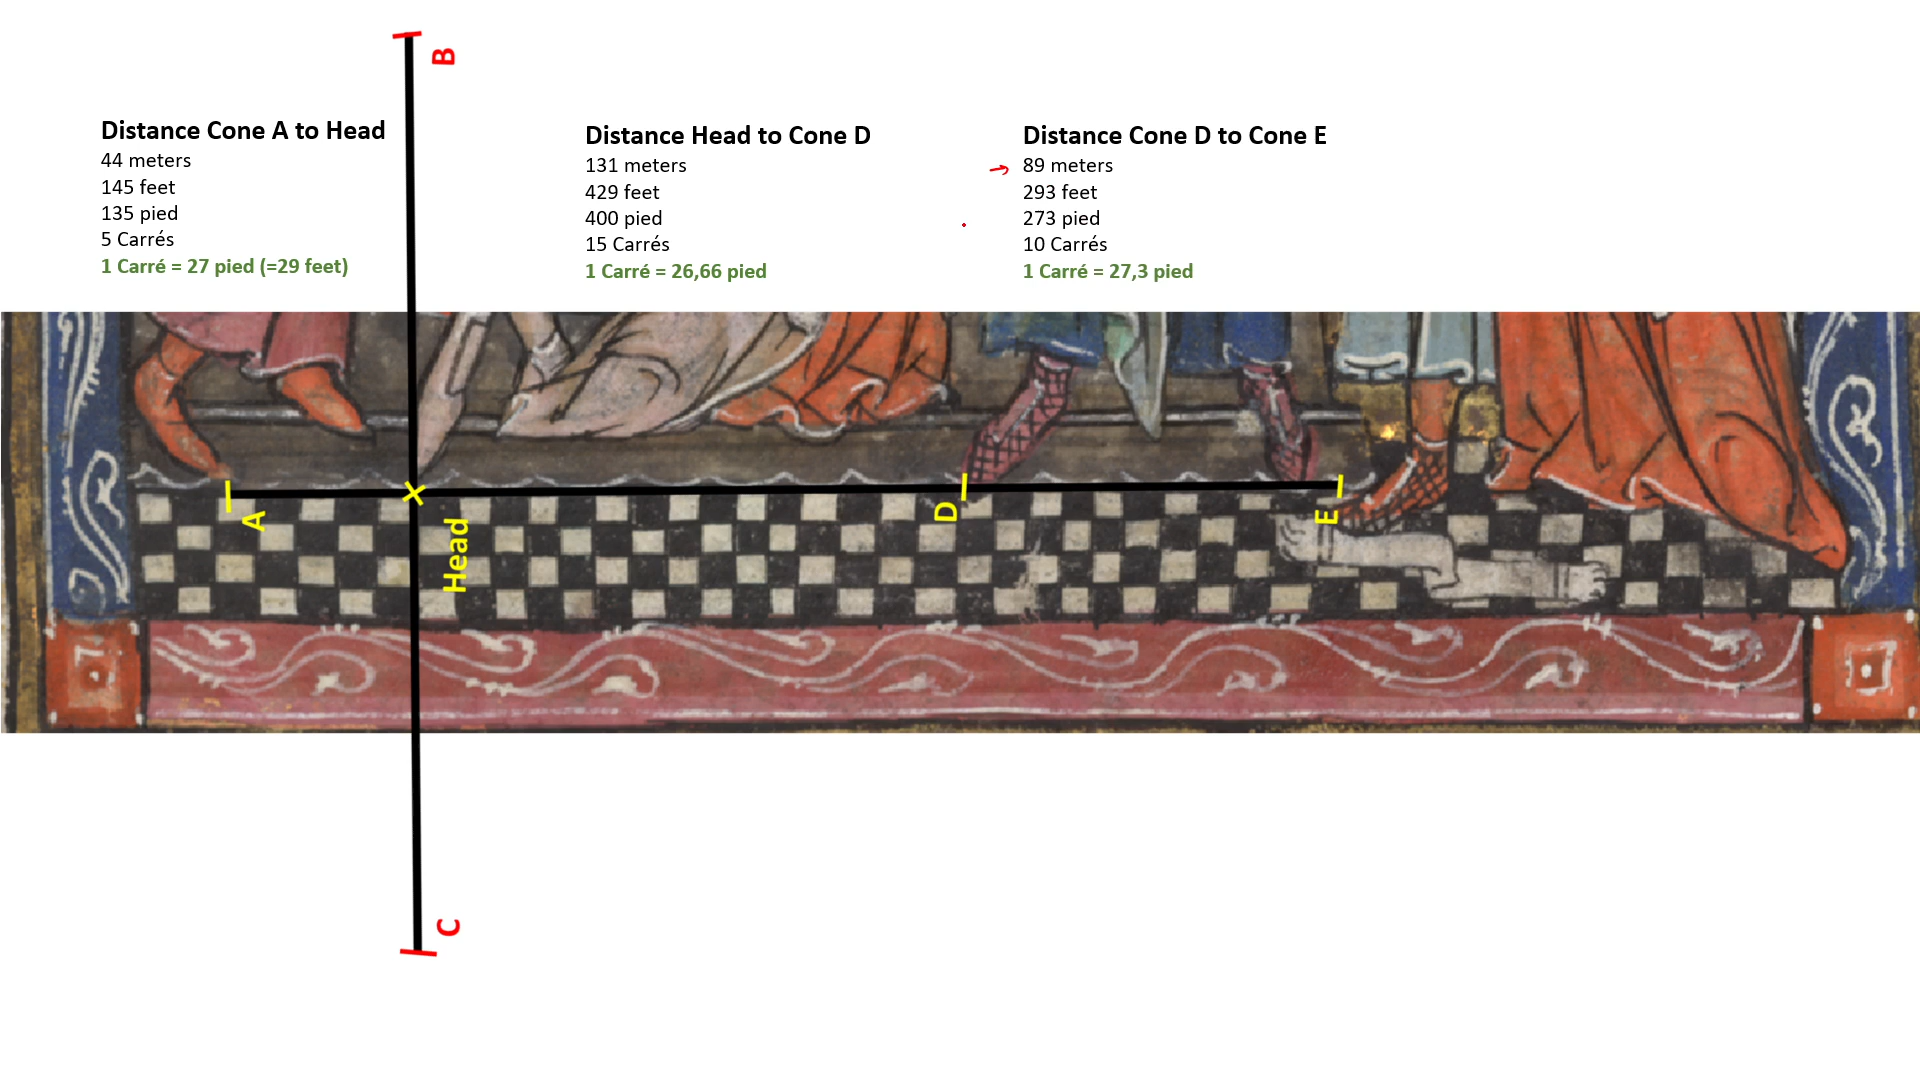 B
Distance Cone A to Head
44 meters
145 feet
135 pied
5 Carrés
1 Carré = 27 pied (=29 feet)
Distance Head to Cone D
131 meters
429 feet
400 pied
15 Carrés
1 Carré = 26,66 pied
Distance Cone D to Cone E
89 meters
293 feet
273 pied
10 Carrés
1 Carré = 27,3 pied
A
Head
D
E
C